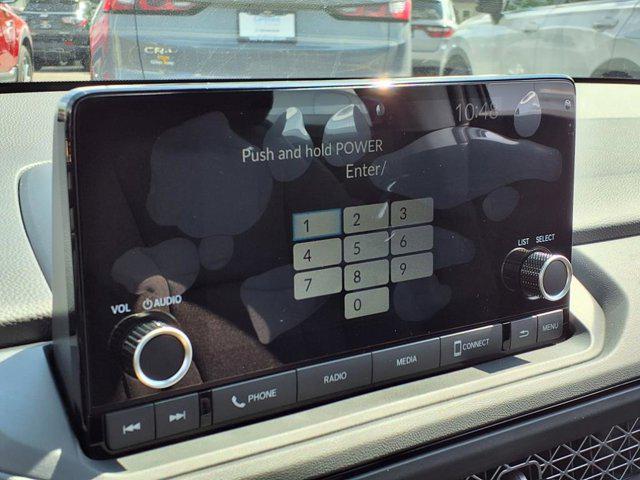 CR-V
10:48
Push and hold POWER
Enter/
1 2 3
4 5 6
7 8 9
0
LIST SELECT
VOL AUDIO
PHONE RADIO MEDIA CONNECT MENU